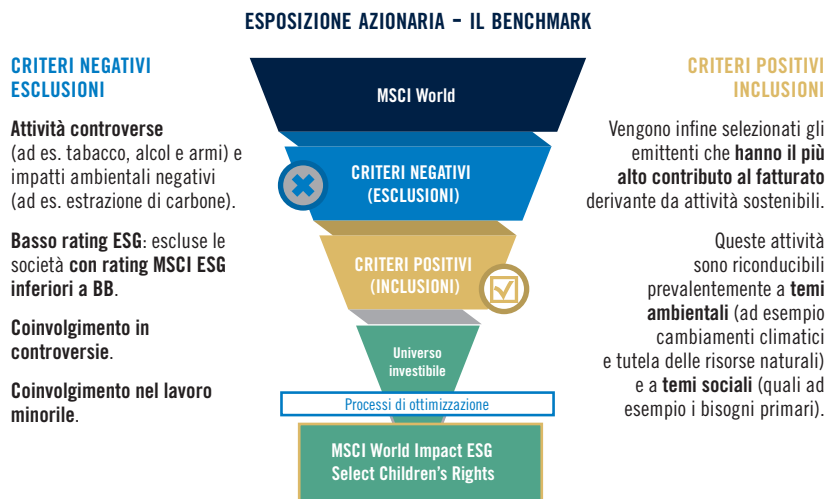 ESPOSIZIONE AZIONARIA – IL BENCHMARK
CRITERI NEGATIVI
ESCLUSIONI
Attività controverse
(ad es. tabacco, alcol e armi) e
impatti ambientali negativi
(ad es. estrazione di carbone).
Basso rating ESG: escluse le
società con rating MSCI ESG
inferiori a BB.
Coinvolgimento in
controversie.
Coinvolgimento nel lavoro
minorile.
MSCI World
CRITERI NEGATIVI
(ESCLUSIONI)
CRITERI POSITIVI
(INCLUSIONI)
Universo
investibile
Processi di ottimizzazione
MSCI World Impact ESG
Select Children's Rights
CRITERI POSITIVI
INCLUSIONI
Vengono infine selezionati gli
emittenti che hanno il più
alto contributo al fatturato
derivante da attività sostenibili.
Queste attività
sono riconducibili
prevalentemente a temi
ambientali (ad esempio
cambiamenti climatici
e tutela delle risorse naturali)
e a temi sociali (quali ad
esempio i bisogni primari).